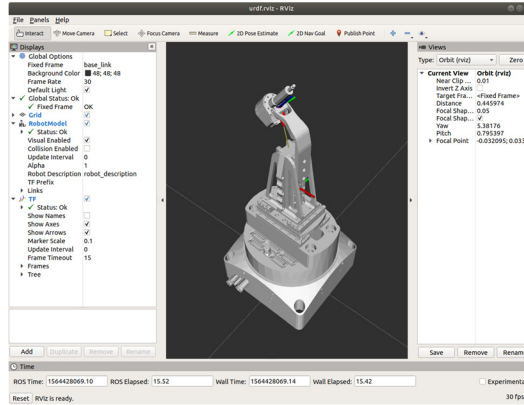 urdf.rviz - RViz
File Panels Help
Interact Move Camera Select Focus Camera Measure 2D Pose Estimate 2D Nav Goal Publish Point
Displays
Global Options
Fixed Frame base_link
Background Color 48; 48; 48
Frame Rate 30
Default Light
Global Status: Ok
Fixed Frame OK
Grid
RobotModel
Status: Ok
Visual Enabled
Collision Enabled
Update Interval 0
Alpha 1
Robot Description robot_description
TF Prefix
Links
TF
Status: Ok
Show Names
Show Axes
Show Arrows
Marker Scale 0.1
Update Interval 0
Frame Timeout 15
Frames
Tree
Add Duplicate Remove Rename
Views
Type: Orbit (rviz) Zero
Current View Orbit (rviz)
Near Clip ... 0.01
Invert Z Axis
Target Fra... <Fixed Frame>
Distance 0.445974
Focal Shap... 0.05
Focal Shap...
Yaw 5.38176
Pitch 0.795397
Focal Point -0.032095; 0.03
Save Remove Renam
Time
ROS Time: 1564428069.10 ROS Elapsed: 15.52 Wall Time: 1564428069.14 Wall Elapsed: 15.42 Experimenta
Reset RViz is ready. 30 fps